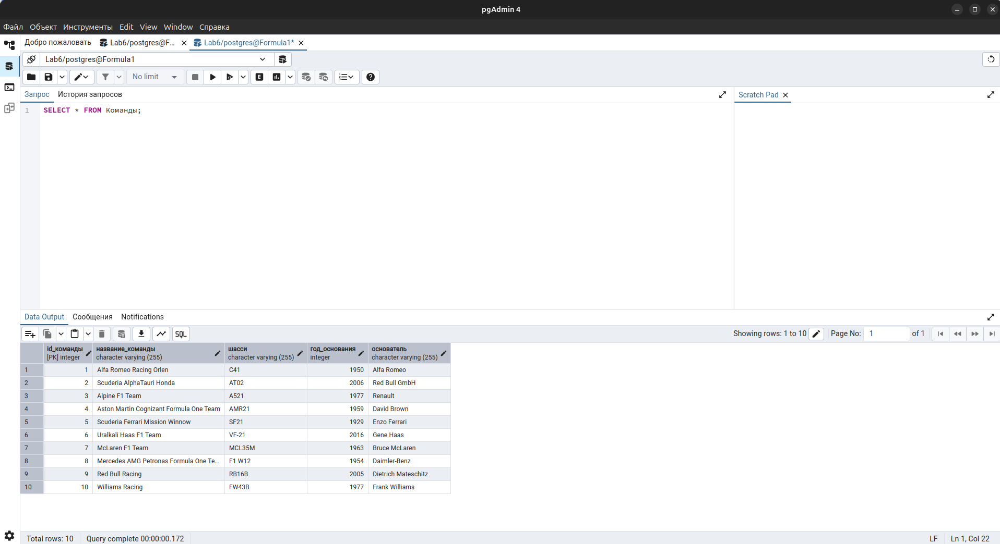 pgAdmin 4
Файл Объект Инструменты Edit View Window Справка
Добро пожаловать Lab6/postgres@F... Lab6/postgres@Formula1*
Lab6/postgres@Formula1
No limit
Запрос История запросов Scratch Pad
1 SELECT * FROM Команды;
Data Output Сообщения Notifications
SQL Showing rows: 1 to 10 Page No: 1 of 1
id_команды название_команды шасси год_основания основатель
[PK] integer character varying (255) character varying (255) integer character varying (255)
1 1 Alfa Romeo Racing Orlen C41 1950 Alfa Romeo
2 2 Scuderia AlphaTauri Honda AT02 2006 Red Bull GmbH
3 3 Alpine F1 Team A521 1977 Renault
4 4 Aston Martin Cognizant Formula One Team AMR21 1959 David Brown
5 5 Scuderia Ferrari Mission Winnow SF21 1929 Enzo Ferrari
6 6 Uralkali Haas F1 Team VF-21 2016 Gene Haas
7 7 McLaren F1 Team MCL35M 1963 Bruce McLaren
8 8 Mercedes AMG Petronas Formula One Te... F1 W12 1954 Daimler-Benz
9 9 Red Bull Racing RB16B 2005 Dietrich Mateschitz
10 10 Williams Racing FW43B 1977 Frank Williams
Total rows: 10 Query complete 00:00:00.172 LF Ln 1, Col 22